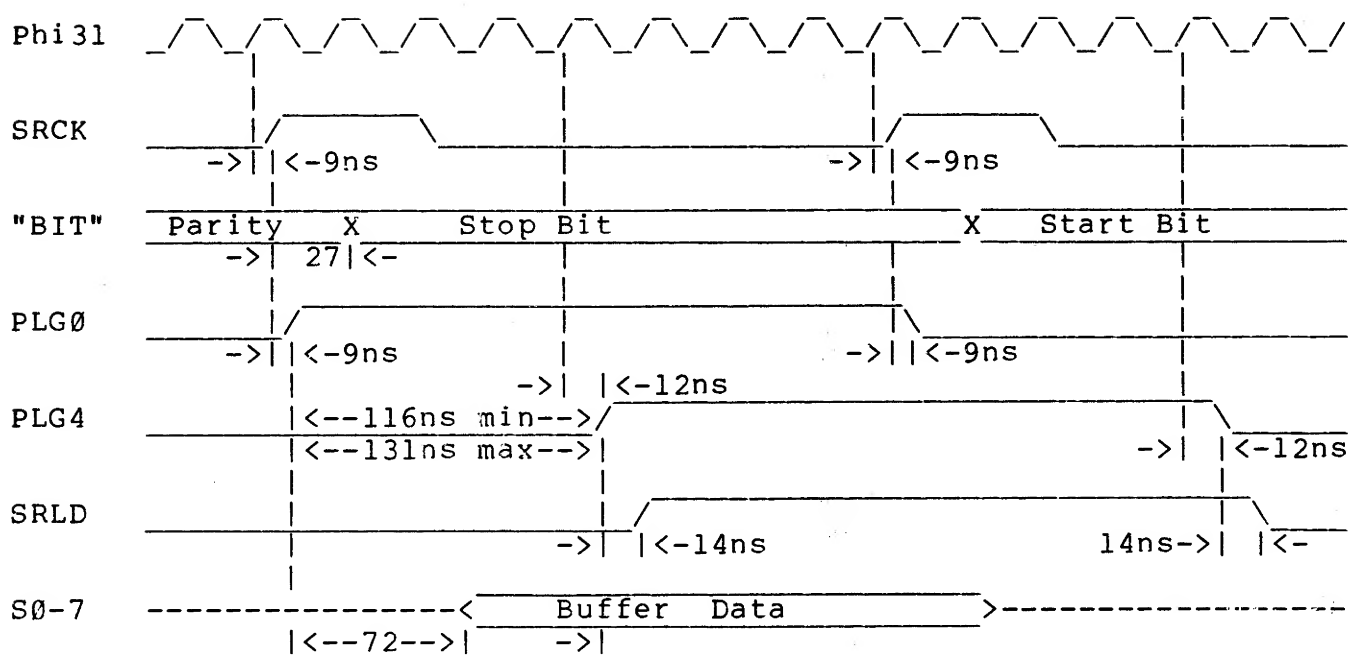 Phi31
SRCK
->| |<-9ns ->| |<-9ns
"BIT" Parity X Stop Bit X Start Bit
->| 27|<-
PLGØ
->| |<-9ns ->| |<-9ns
->| |<-12ns
PLG4 <--116ns min-->
<--131ns max-->| ->| |<-12ns
SRLD
->| |<-14ns 14ns->| |<-
SØ-7 -----------------< Buffer Data >------------------
|<--72-->| ->|